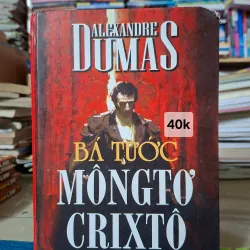 ALEXANDRE
DUMAS
40k
BÁ TƯỚC
MÔNGTƠ
CRIXTÔ